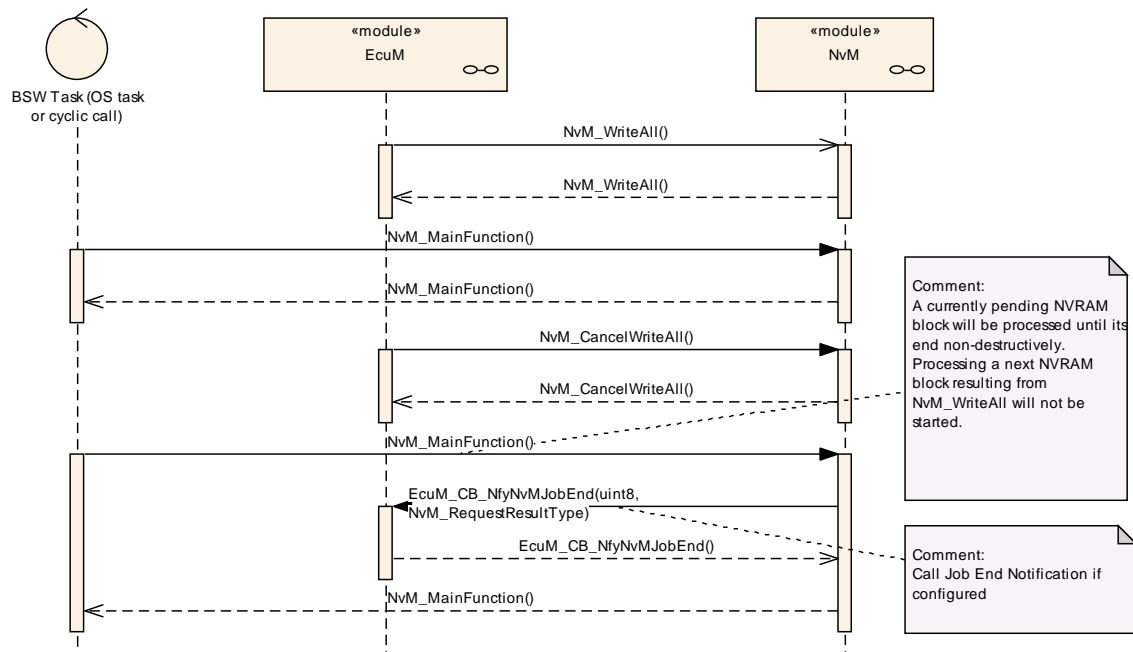 «module»
EcuM
«module»
NvM
BSW Task (OS task
or cyclic call)
NvM_WriteAll()
NvM_WriteAll()
NvM_MainFunction()
NvM_MainFunction()
Comment:
A currently pending NVRAM
block will be processed until its
end non-destructively.
Processing a next NVRAM
block resulting from
NvM_WriteAll will not be
started.
NvM_CancelWriteAll()
NvM_CancelWriteAll()
NvM_MainFunction()
EcuM_CB_NfyNvMJobEnd(uint8,
NvM_RequestResultType)
EcuM_CB_NfyNvMJobEnd()
Comment:
Call Job End Notification if
configured
NvM_MainFunction()